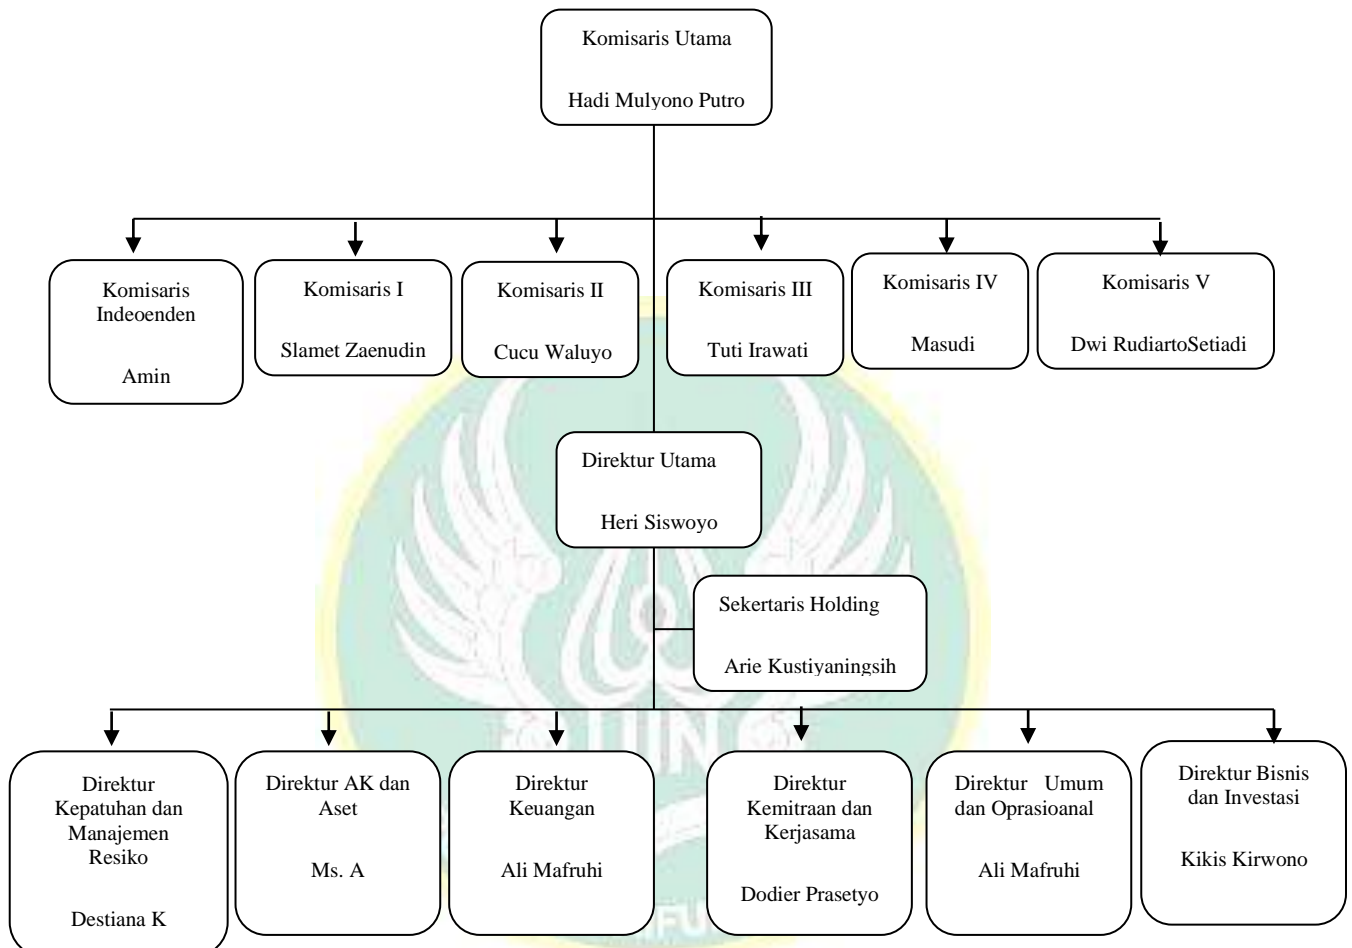 Komisaris Utama
Hadi Mulyono Putro
Komisaris
Indeoenden
Amin
Komisaris I
Slamet Zaenudin
Komisaris II
Cucu Waluyo
Komisaris III
Tuti Irawati
Komisaris IV
Masudi
Komisaris V
Dwi RudiartoSetiadi
Direktur Utama
Heri Siswoyo
Sekertaris Holding
Arie Kustiyaningsih
Direktur
Kepatuhan dan
Manajemen
Resiko
Destiana K
Direktur AK dan
Aset
Ms. A
Direktur
Keuangan
Ali Mafruhi
Direktur
Kemitraan dan
Kerjasama
Dodier Prasetyo
Direktur Umum
dan Oprasioanal
Ali Mafruhi
Direktur Bisnis
dan Investasi
Kikis Kirwono
UIN